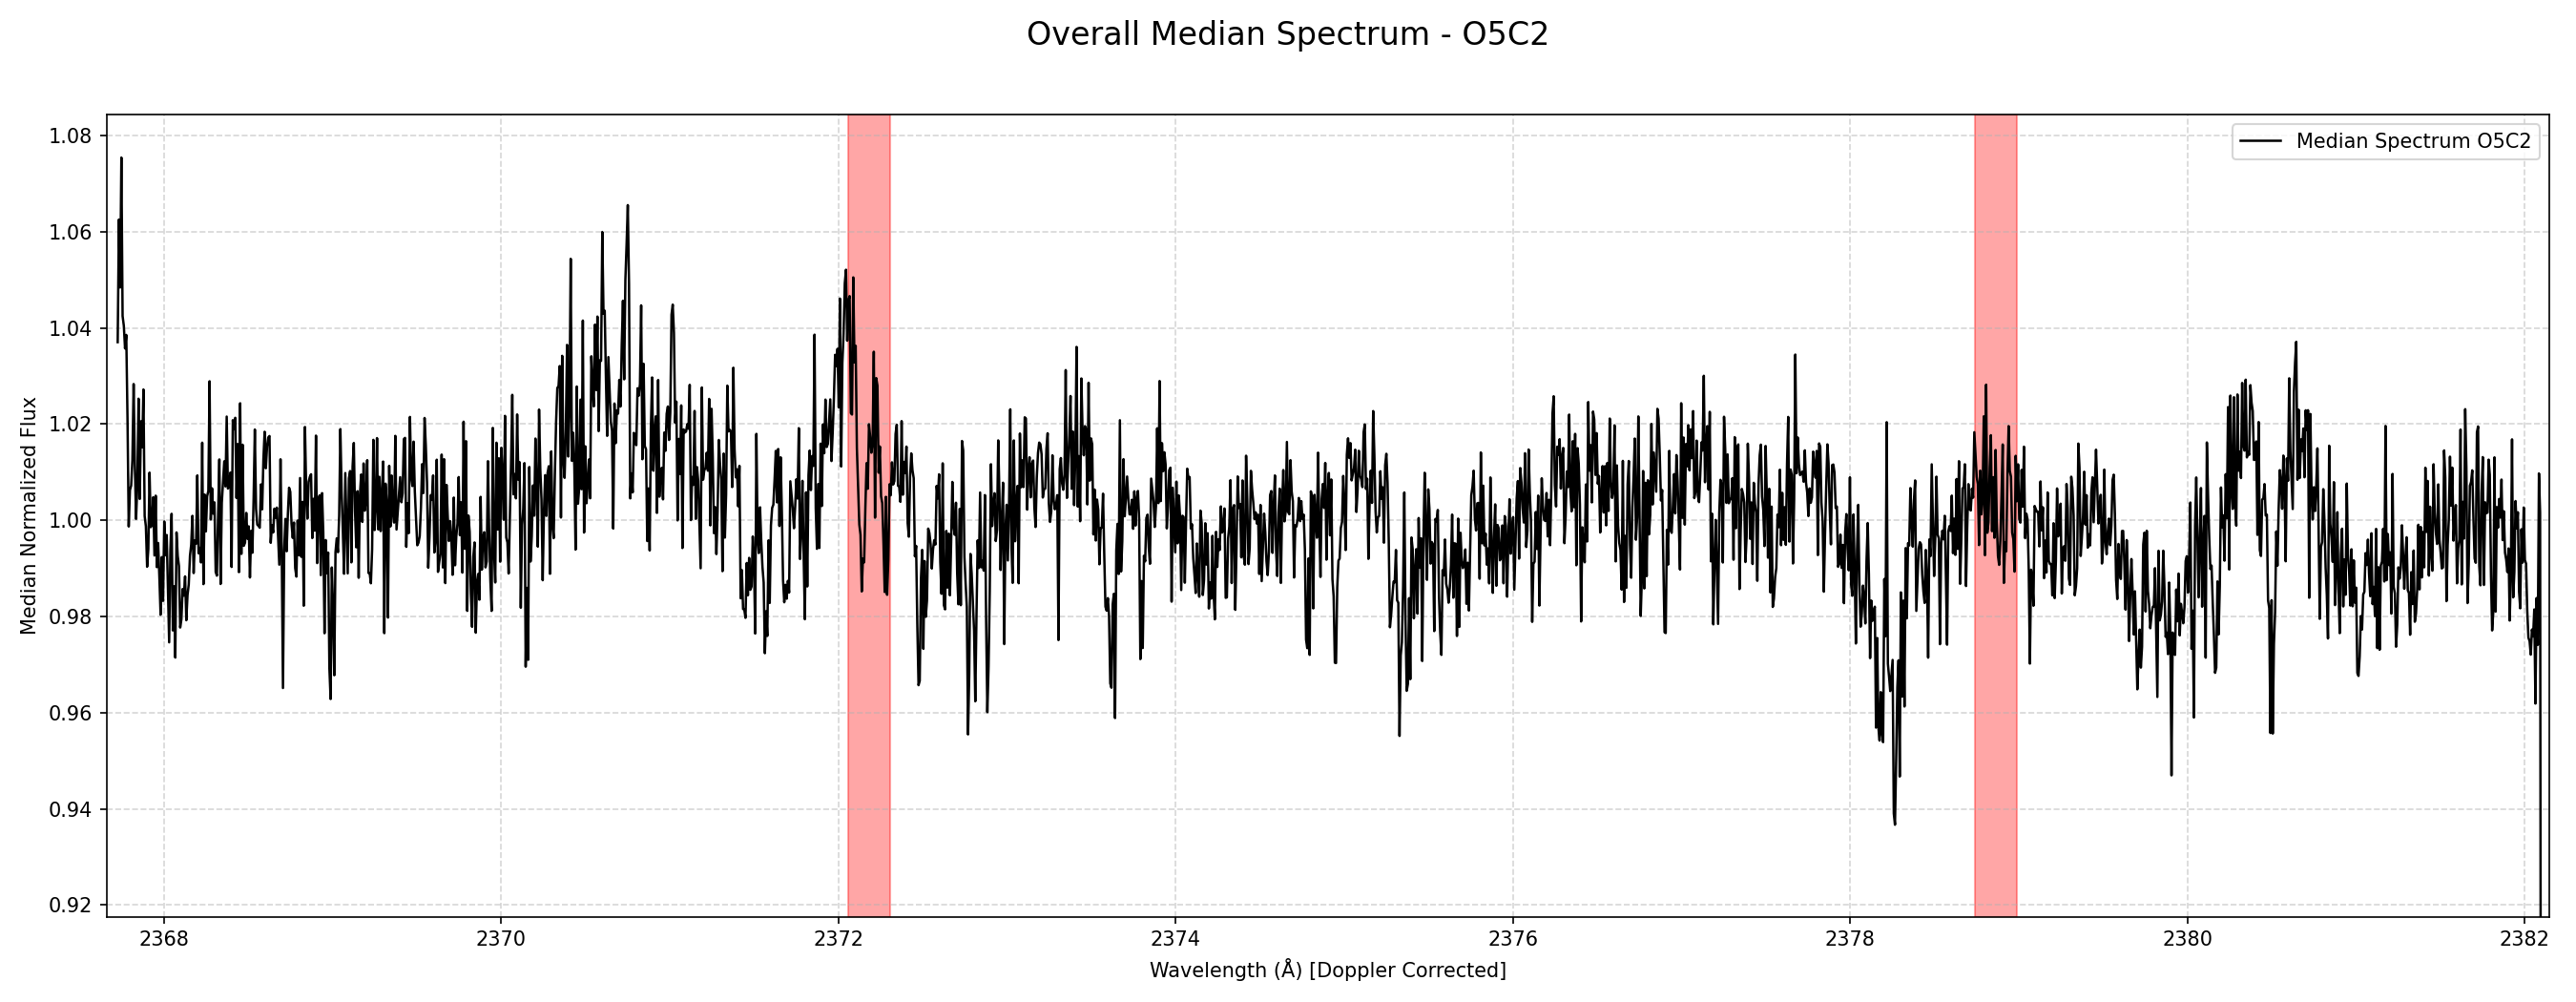 Overall Median Spectrum - O5C2
Median Spectrum O5C2
Median Normalized Flux
1.08
1.06
1.04
1.02
1.00
0.98
0.96
0.94
0.92
2368 2370 2372 2374 2376 2378 2380 2382
Wavelength (Å) [Doppler Corrected]